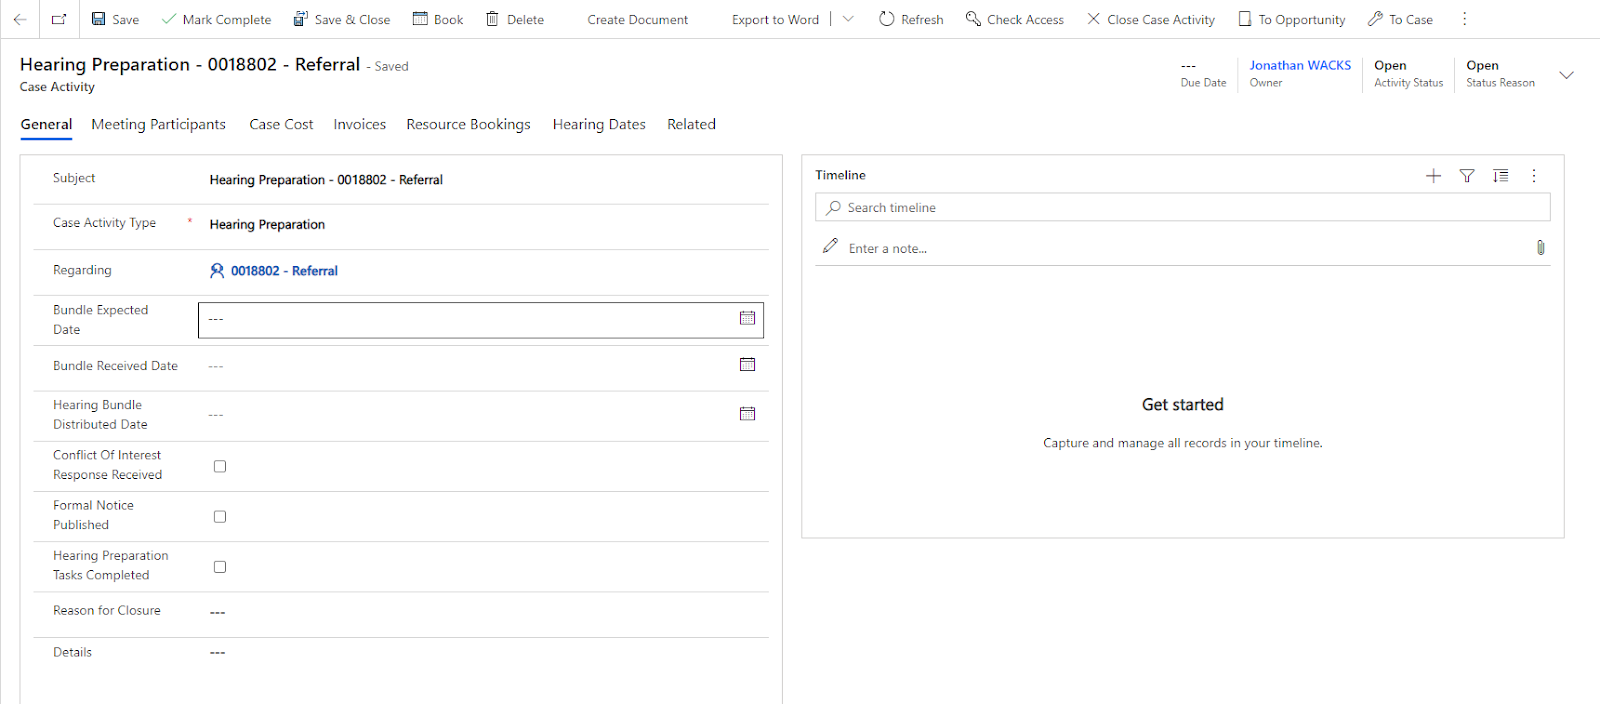 Save Mark Complete Save & Close Book Delete Create Document Export to Word Refresh Check Access Close Case Activity To Opportunity To Case
Hearing Preparation - 0018802 - Referral - Saved
Case Activity
--- Jonathan WACKS Open Open
Due Date Owner Activity Status Status Reason
General Meeting Participants Case Cost Invoices Resource Bookings Hearing Dates Related
Subject Hearing Preparation - 0018802 - Referral
Case Activity Type * Hearing Preparation
Regarding 0018802 - Referral
Bundle Expected
Date
---
Bundle Received Date ---
Hearing Bundle
Distributed Date
---
Conflict Of Interest
Response Received
Formal Notice
Published
Hearing Preparation
Tasks Completed
Reason for Closure ---
Details ---
Timeline
Search timeline
Enter a note...
Get started
Capture and manage all records in your timeline.